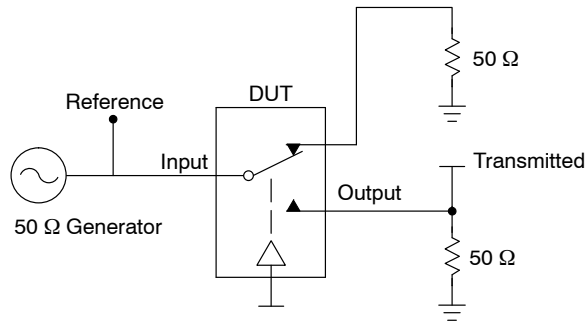 50 Ω
DUT
Reference
Input
Transmitted
Output
50 Ω Generator
50 Ω